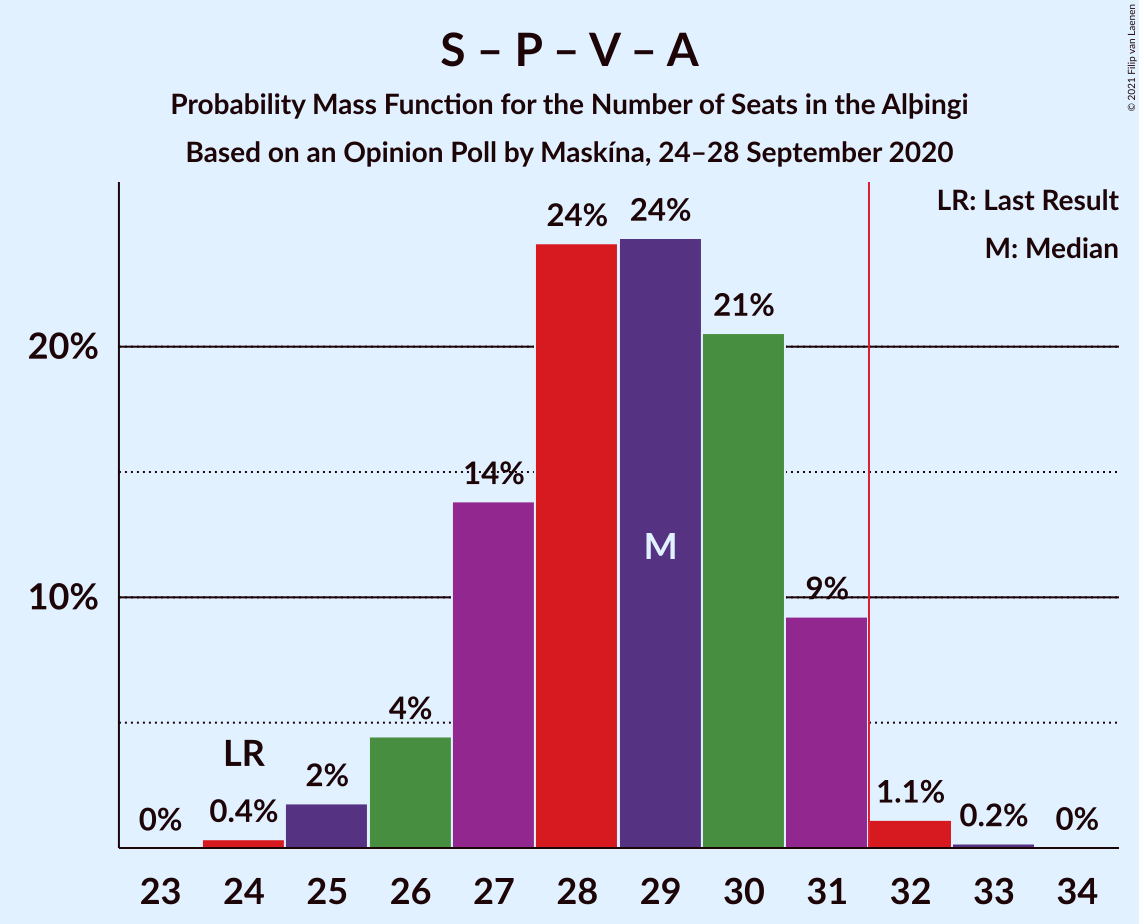 S – P – V – A
Probability Mass Function for the Number of Seats in the Alþingi
Based on an Opinion Poll by Maskína, 24–28 September 2020
© 2021 Filip van Laenen
LR: Last Result
M: Median
20%
10%
0%
0.4%
LR
2%
4%
14%
24%
24%
M
21%
9%
1.1%
0.2%
0%
23 24 25 26 27 28 29 30 31 32 33 34